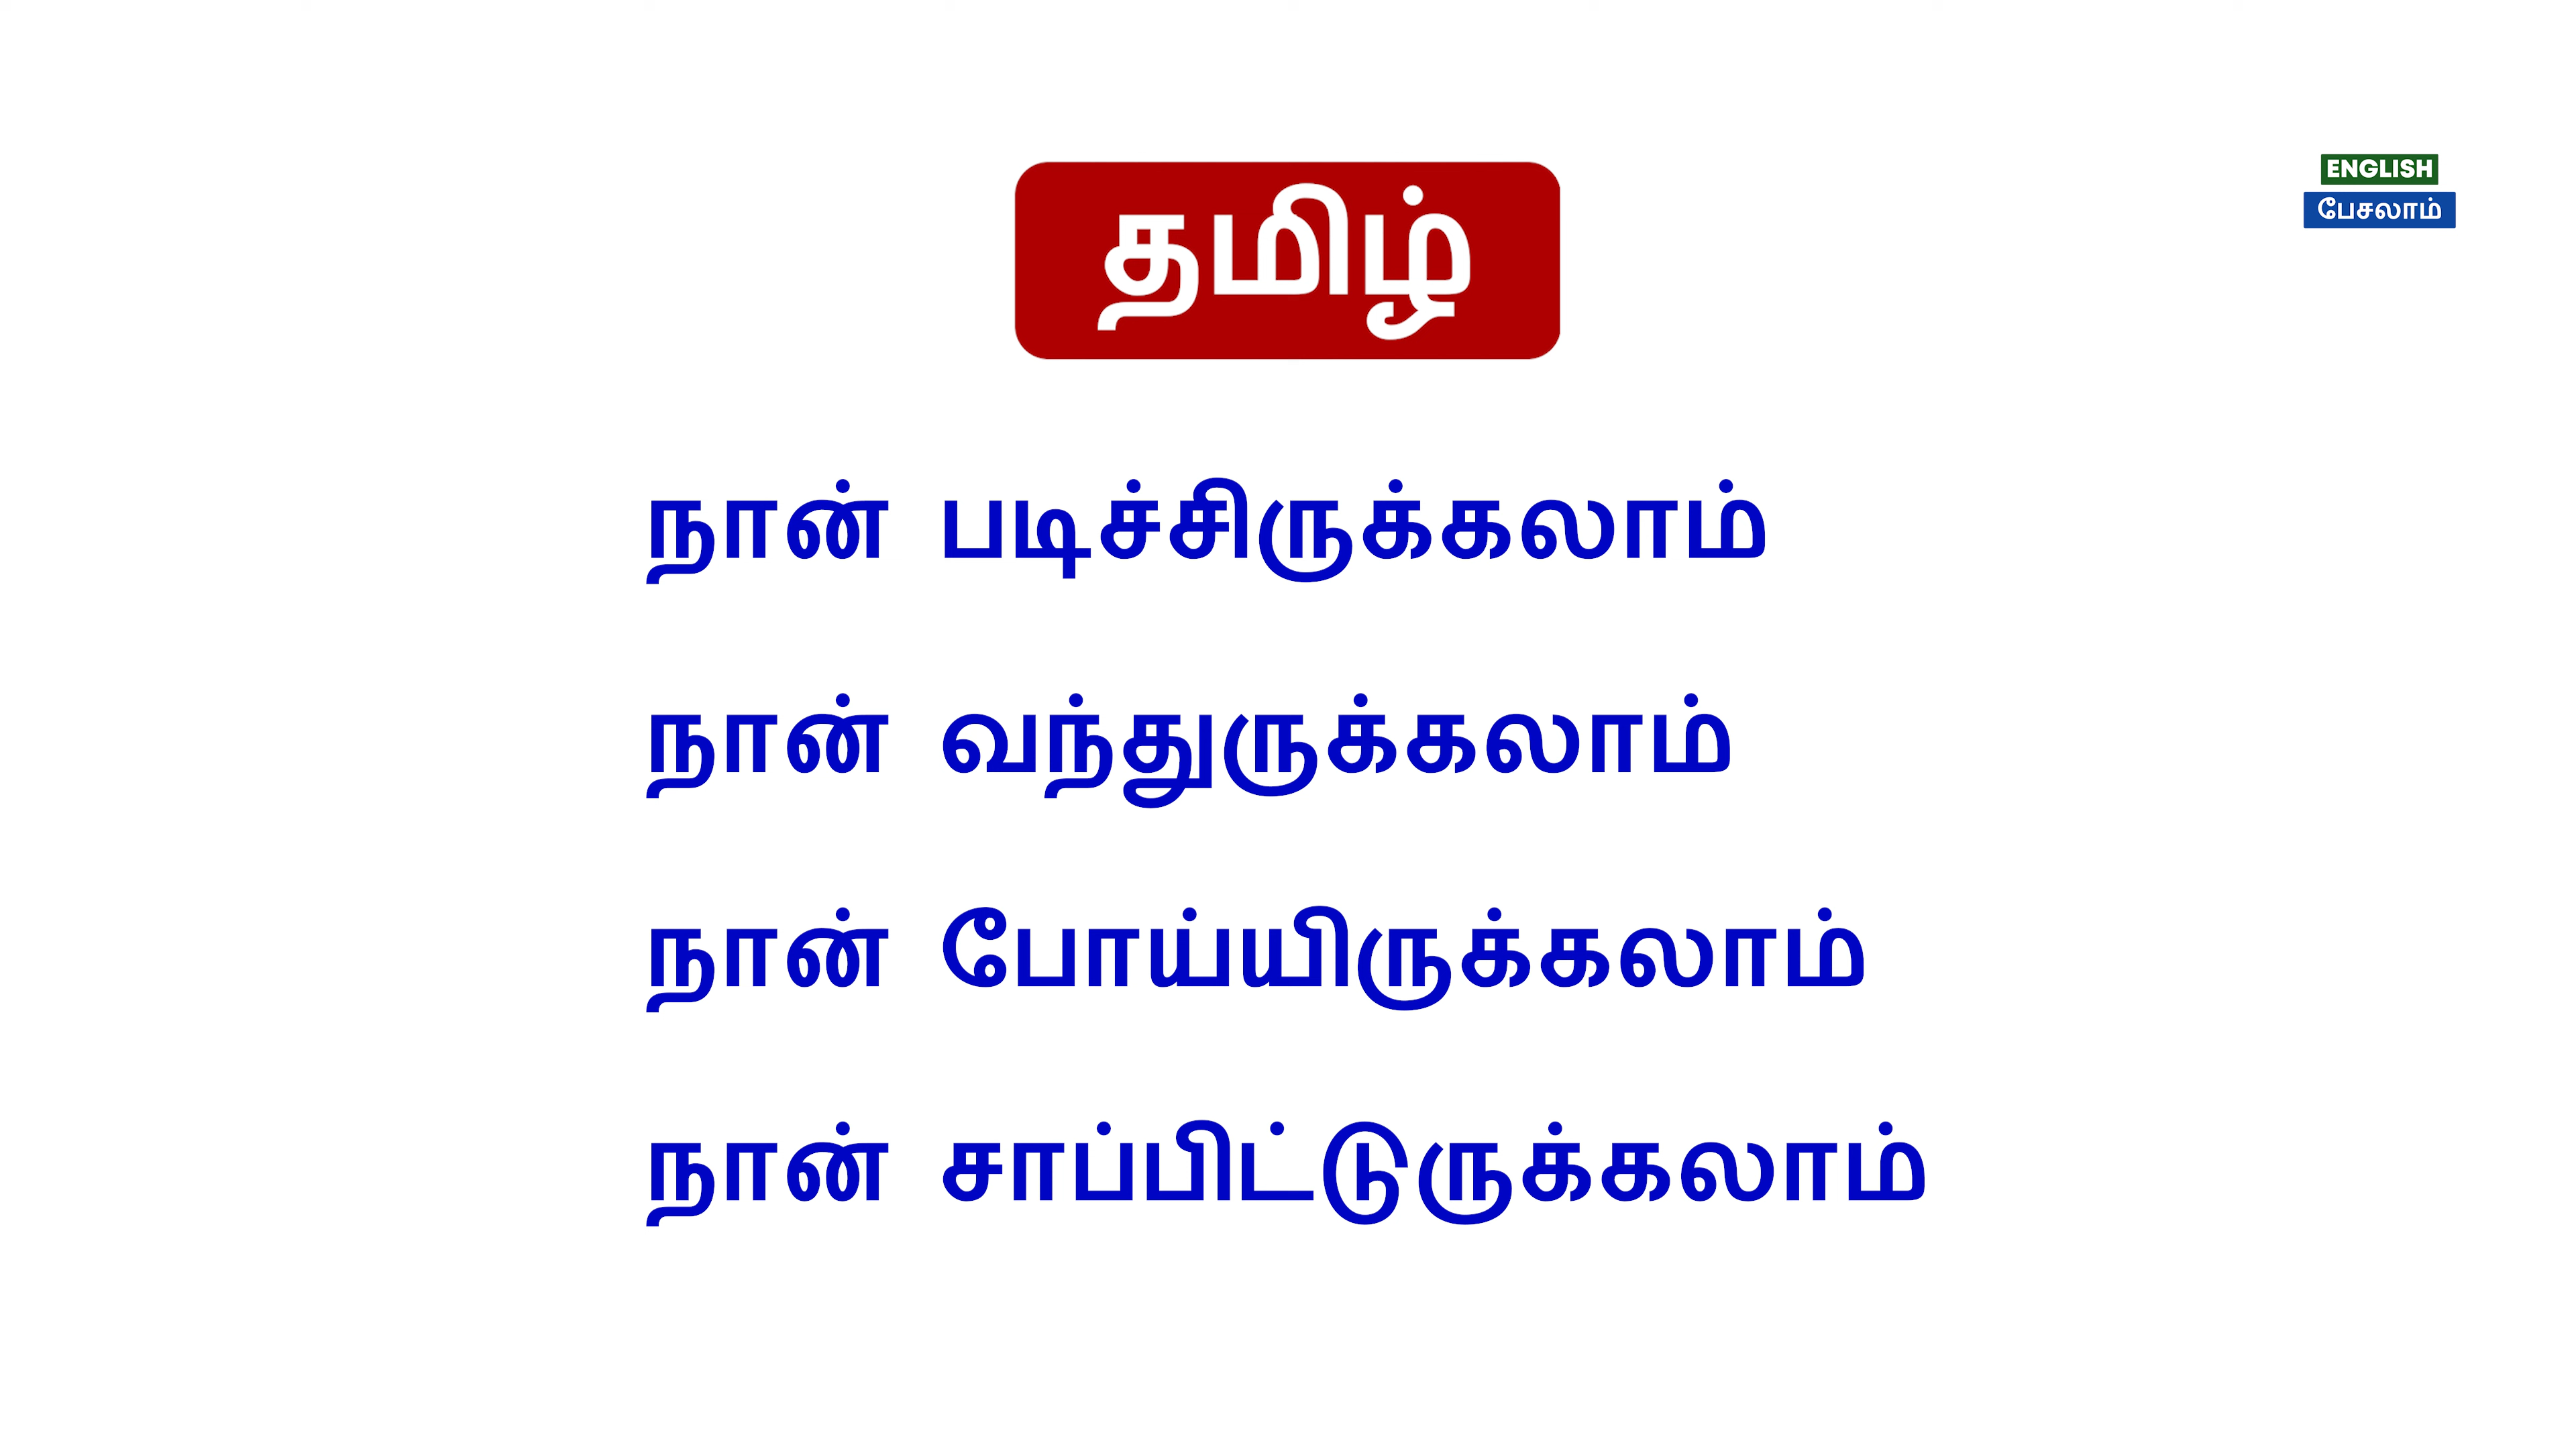 தமிழ்
ENGLISH
பேசலாம்
நான் படிச்சிருக்கலாம்
நான் வந்துருக்கலாம்
நான் போய்யிருக்கலாம்
நான் சாப்பிட்டுருக்கலாம்